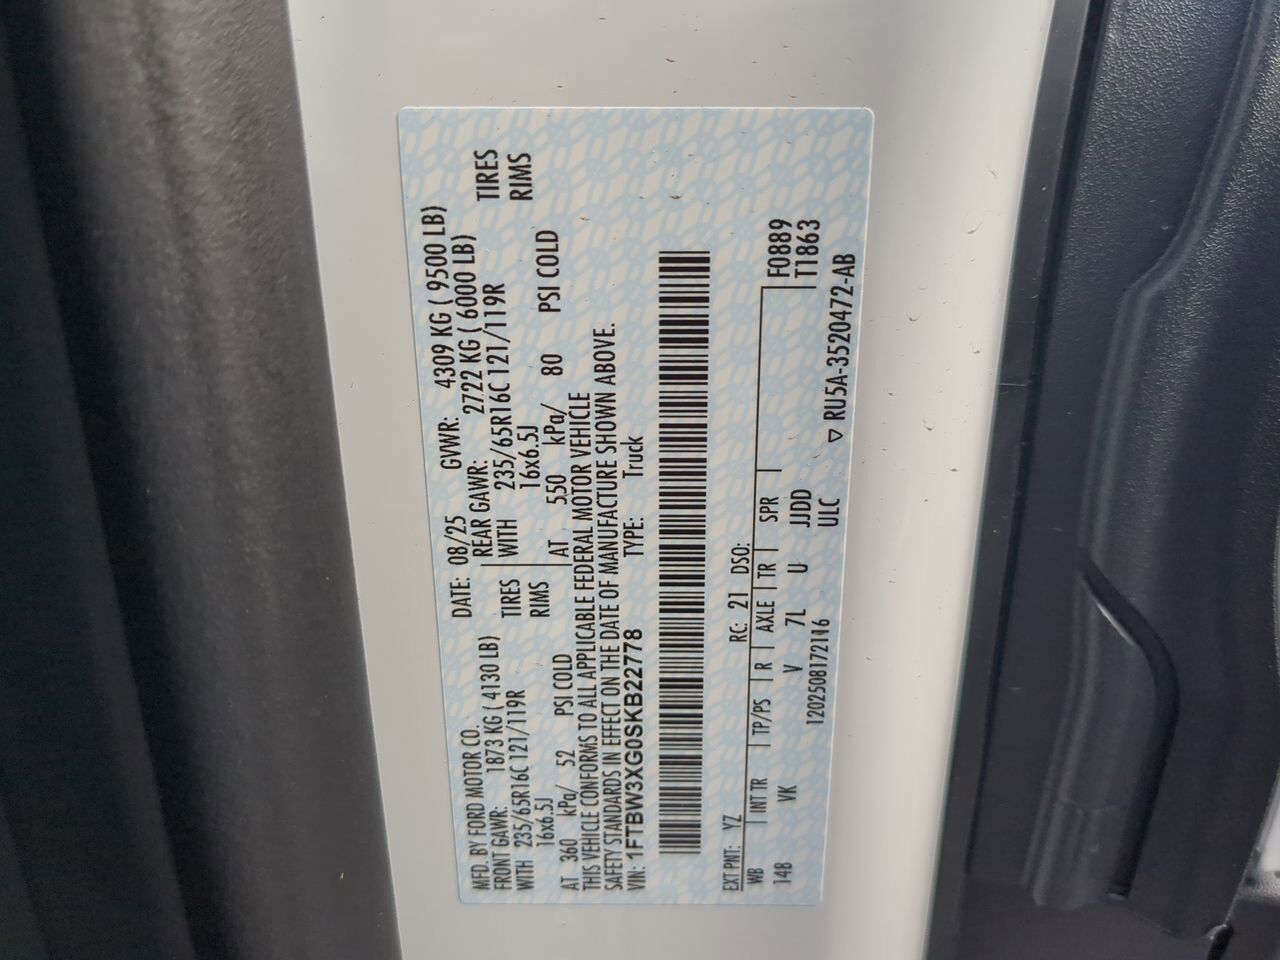 MFD. BY FORD MOTOR CO. DATE: 08/25 GVWR: 4309 KG ( 9500 LB)
FRONT GAWR: 1873 KG ( 4130 LB) REAR GAWR: 2722 KG ( 6000 LB)
WITH 235/65R16C 121/119R TIRES WITH 235/65R16C 121/119R TIRES
16x6.5J RIMS 16x6.5J RIMS
AT 360 kPa/ 52 PSI COLD AT 550 kPa/ 80 PSI COLD
THIS VEHICLE CONFORMS TO ALL APPLICABLE FEDERAL MOTOR VEHICLE
SAFETY STANDARDS IN EFFECT ON THE DATE OF MANUFACTURE SHOWN ABOVE.
VIN: 1FTBW3XG0SKB22778 TYPE: Truck
EXT PNT: YZ RC: 21 DSO: F0889
WB INT TR TP/PS R AXLE TR SPR T1863
148 VK V 7L U JJDD
1202508172116 ULC ▽ RU5A-3520472-AB